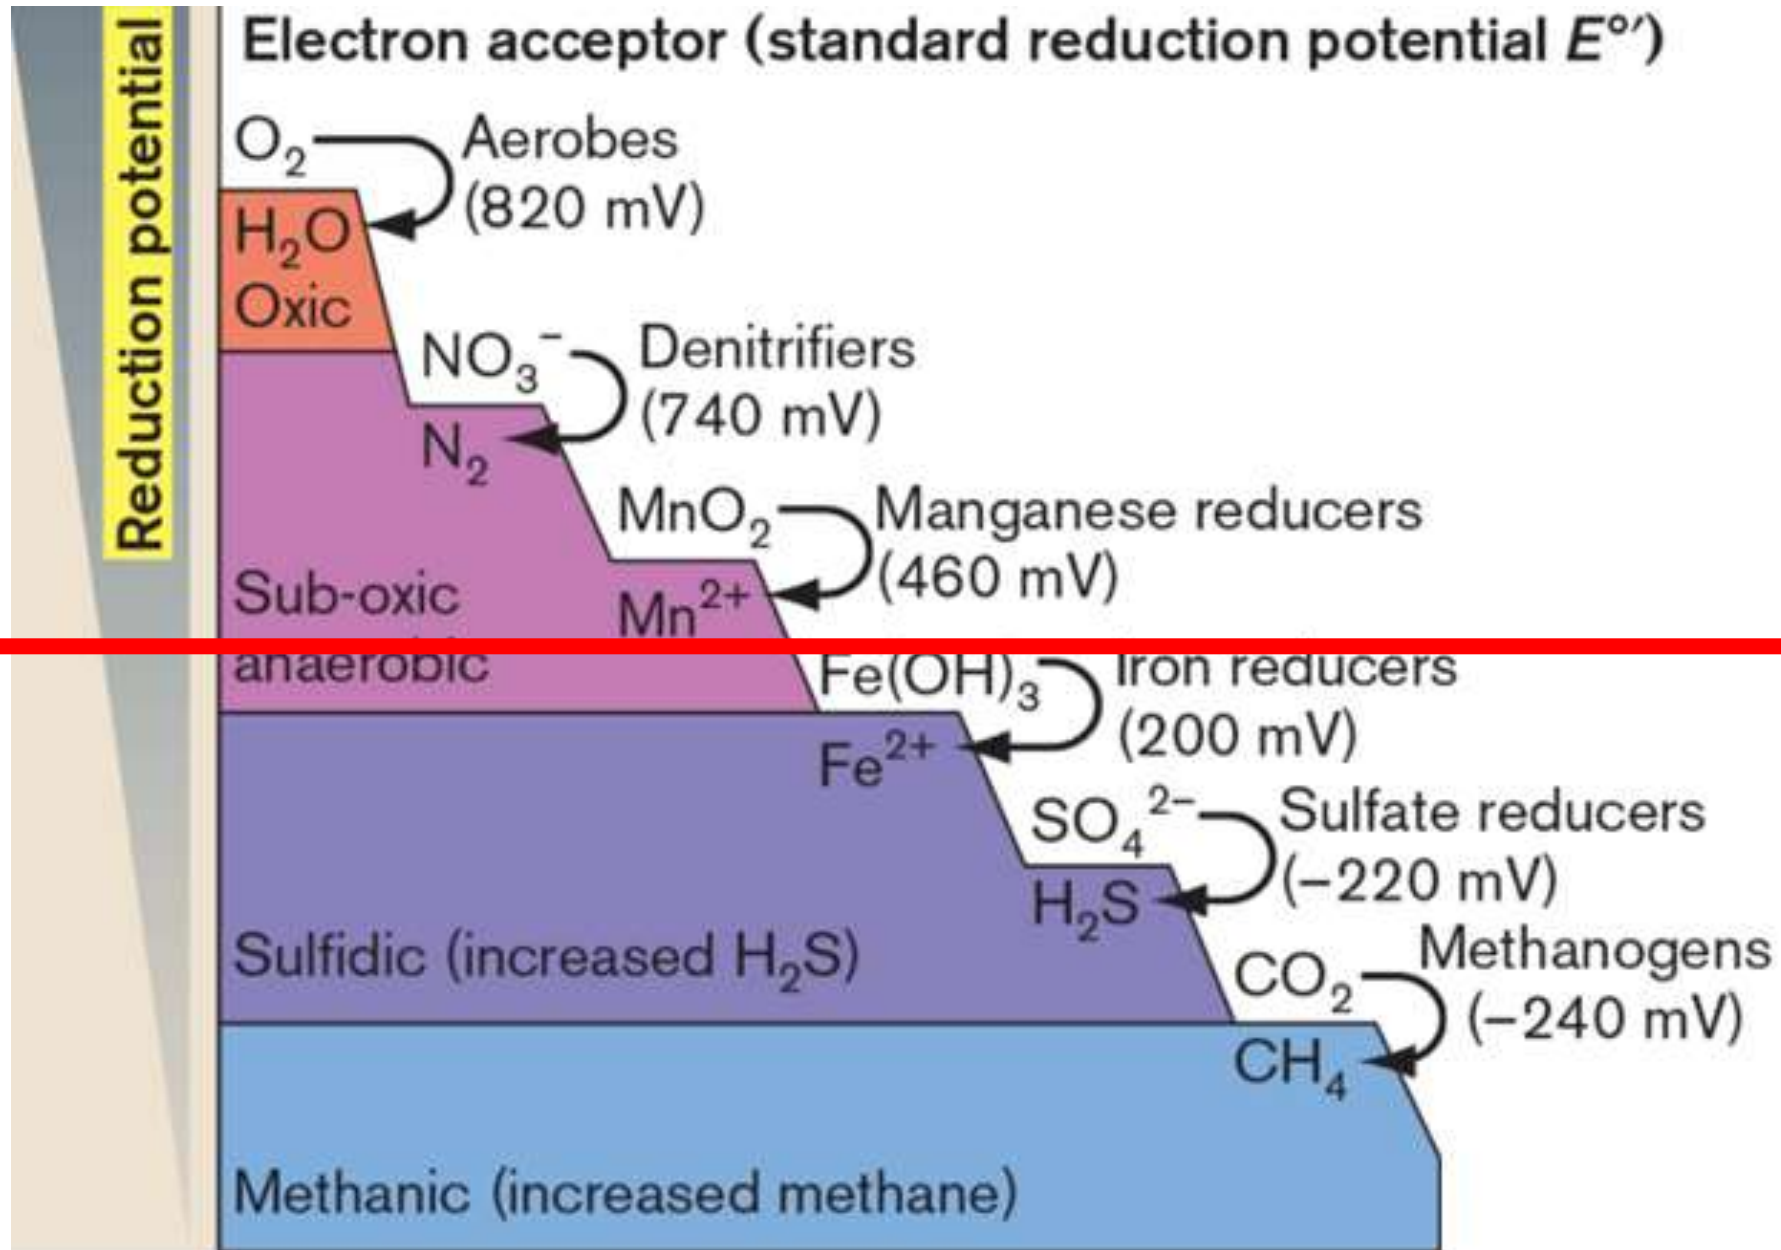 Electron acceptor (standard reduction potential E°′)
Reduction potential
O₂
Aerobes
(820 mV)
H₂O
Oxic
NO₃⁻
Denitrifiers
(740 mV)
N₂
MnO₂
Manganese reducers
(460 mV)
Sub-oxic
anaerobic
Mn²⁺
Fe(OH)₃
Iron reducers
(200 mV)
Fe²⁺
SO₄²⁻
Sulfate reducers
(−220 mV)
H₂S
Sulfidic (increased H₂S)
CO₂
Methanogens
(−240 mV)
CH₄
Methanic (increased methane)